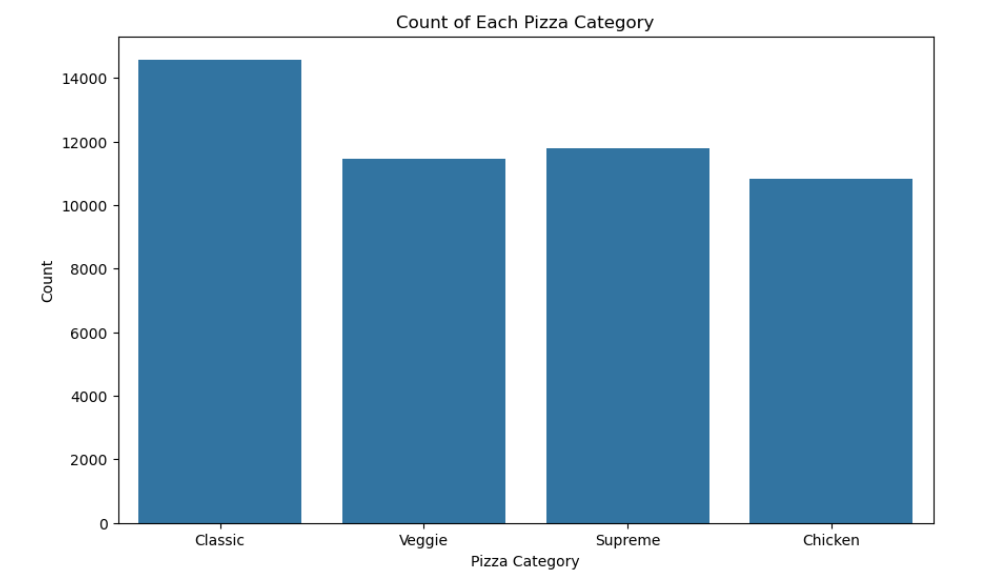 Count of Each Pizza Category
14000
12000
10000
8000
6000
4000
2000
0
Count
Classic Veggie Supreme Chicken
Pizza Category